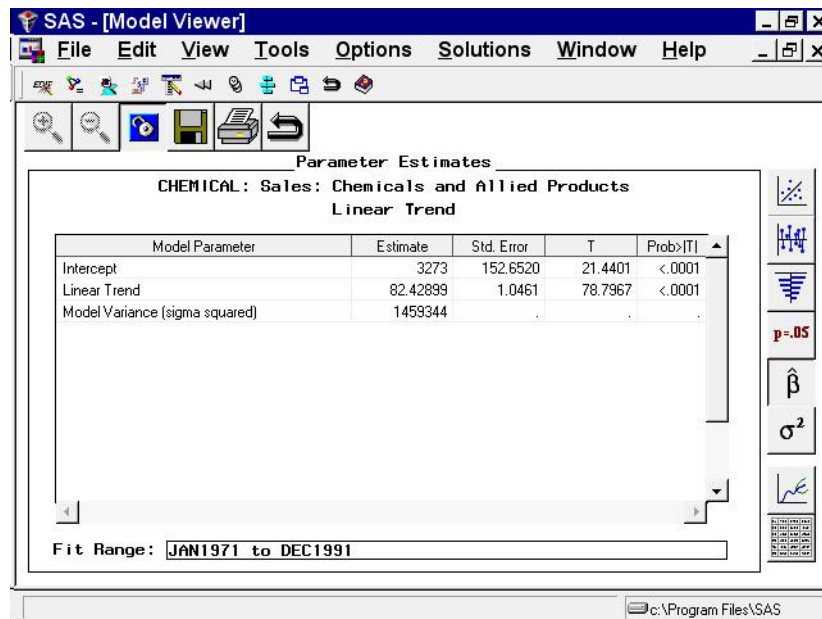 SAS - [Model Viewer]
File Edit View Tools Options Solutions Window Help
Parameter Estimates
CHEMICAL: Sales: Chemicals and Allied Products
Linear Trend
Model Parameter Estimate Std. Error T Prob>|T|
Intercept 3273 152.6520 21.4401 <.0001
Linear Trend 82.42899 1.0461 78.7967 <.0001
Model Variance (sigma squared) 1459344 . . .
p=.05
β̂
σ²
Fit Range: JAN1971 to DEC1991
c:\Program Files\SAS